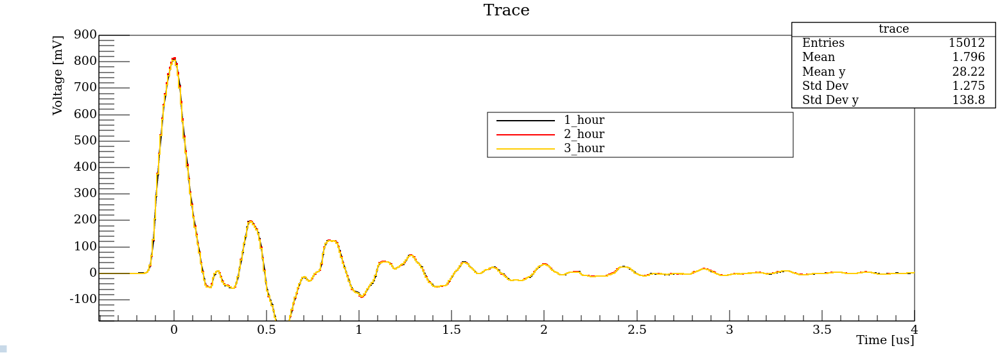 Trace
Voltage [mV]
900
800
700
600
500
400
300
200
100
0
-100
trace
Entries 15012
Mean 1.796
Mean y 28.22
Std Dev 1.275
Std Dev y 138.8
1_hour
2_hour
3_hour
0 0.5 1 1.5 2 2.5 3 3.5 4
Time [us]